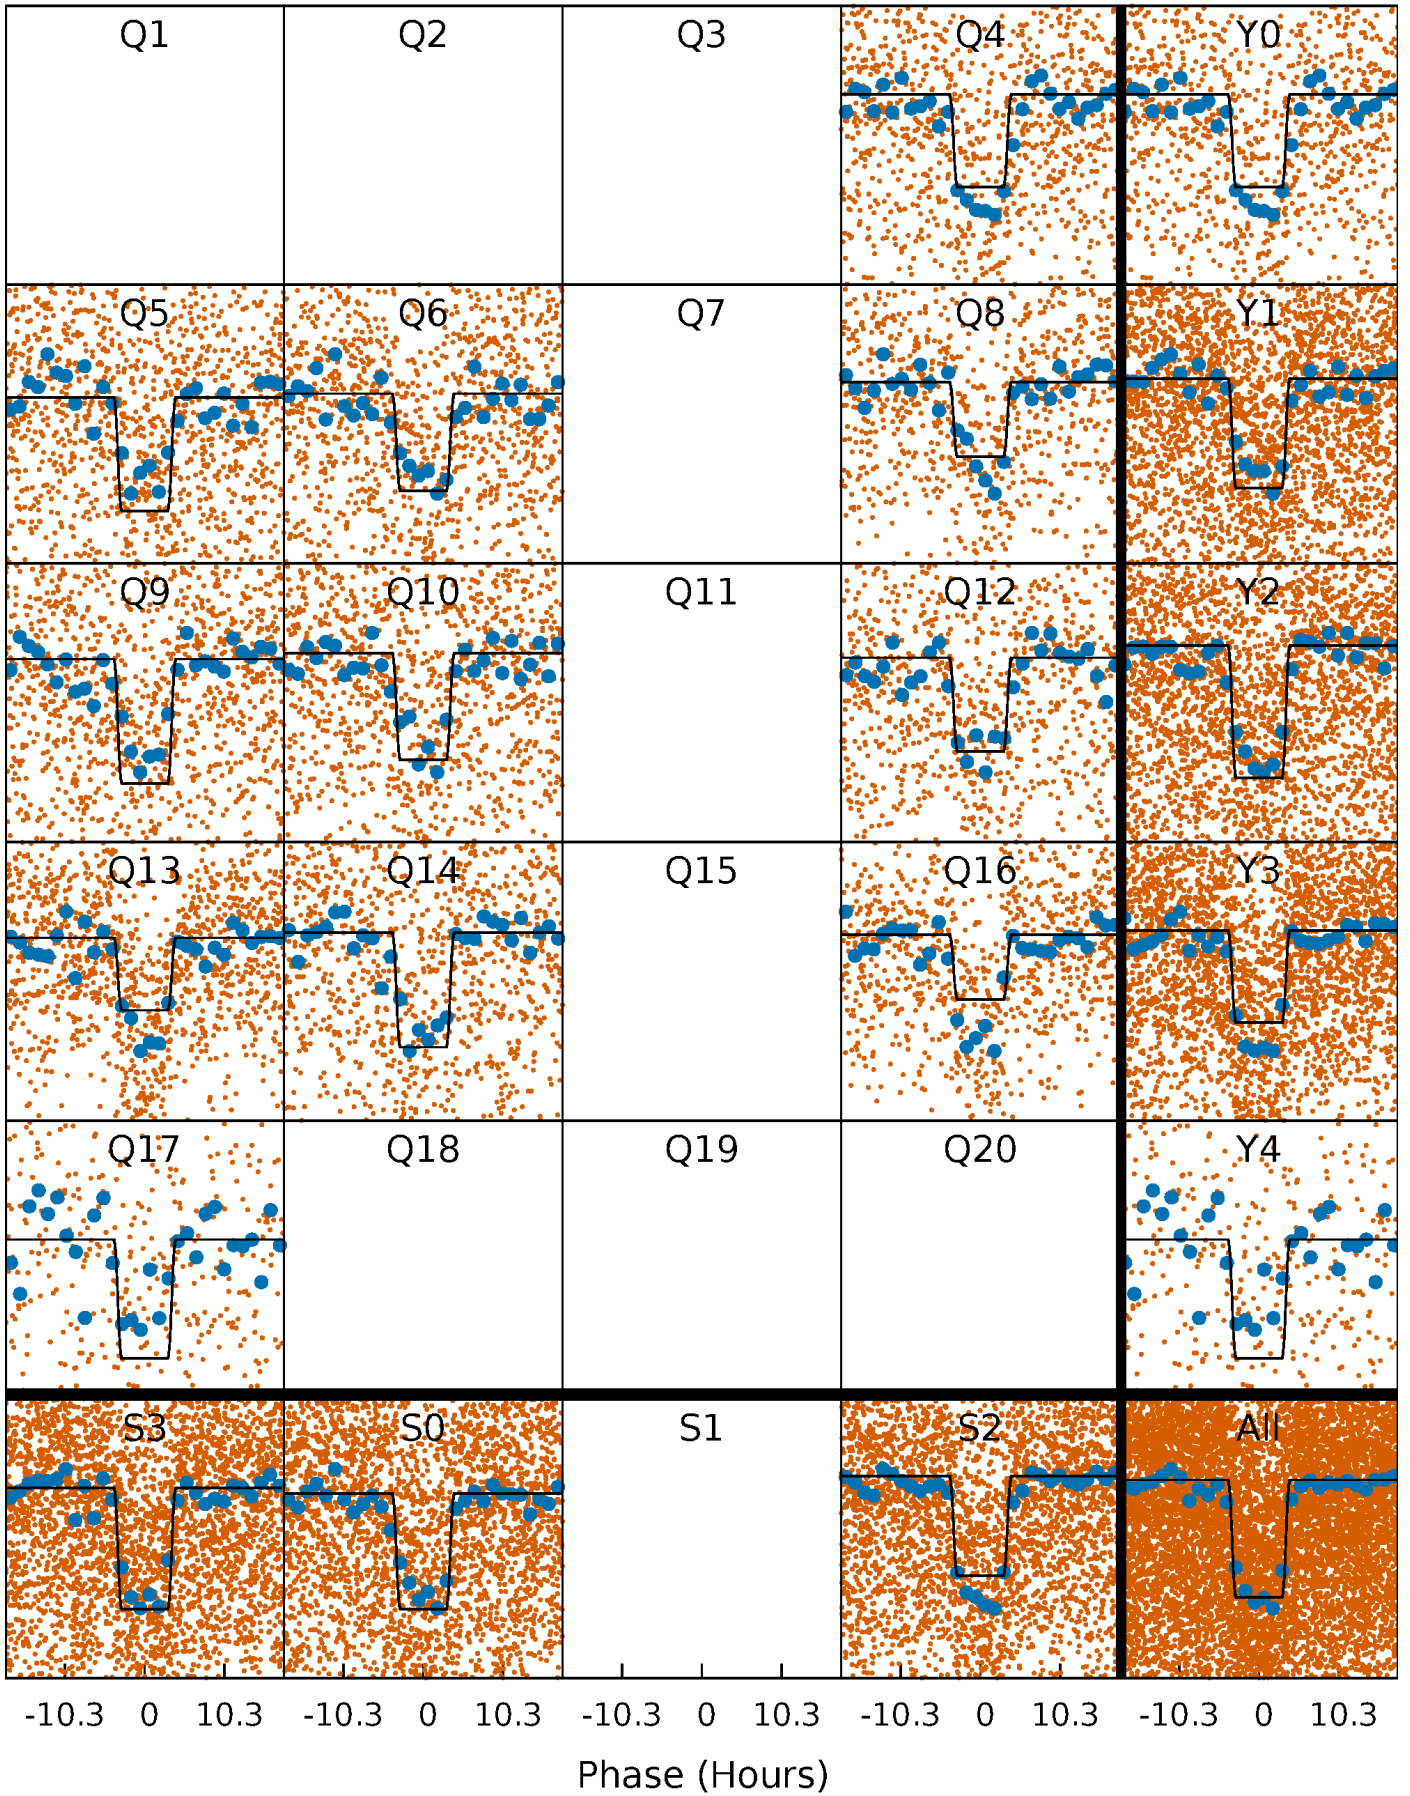 Q1 Q2 Q3 Q4 Y0
Q5 Q6 Q7 Q8 Y1
Q9 Q10 Q11 Q12 Y2
Q13 Q14 Q15 Q16 Y3
Q17 Q18 Q19 Q20 Y4
S3 S0 S1 S2 All
-10.3 0 10.3 -10.3 0 10.3 -10.3 0 10.3 -10.3 0 10.3 -10.3 0 10.3
Phase (Hours)